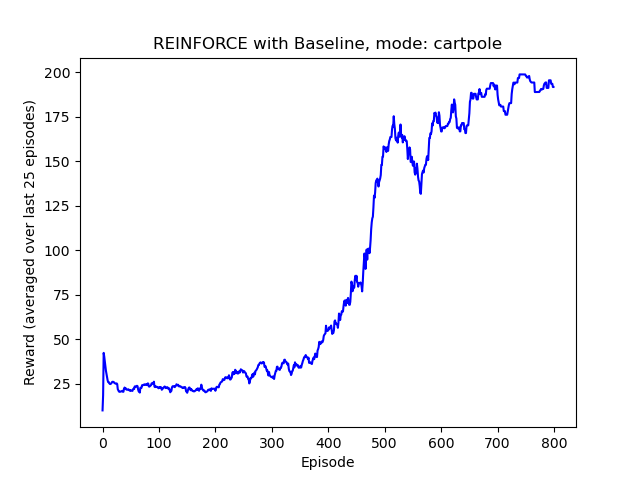 REINFORCE with Baseline, mode: cartpole
Reward (averaged over last 25 episodes)
200
175
150
125
100
75
50
25
0 100 200 300 400 500 600 700 800
Episode